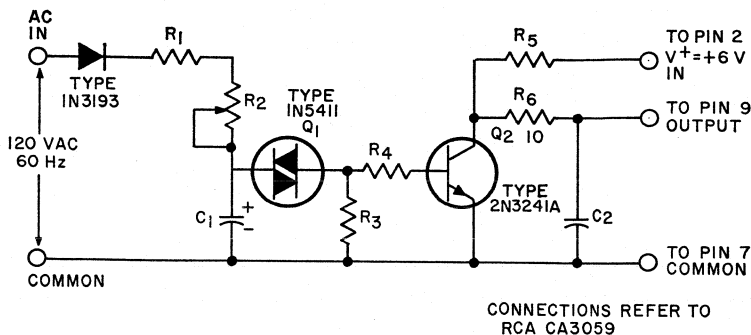 AC
IN
R1
TYPE
1N3193
R2
120 VAC
60 Hz
C1
+
-
TYPE
1N5411
Q1
R3
R4
Q2
TYPE
2N3241A
R5
R6
10
C2
TO PIN 2
V+=+6 V
IN
TO PIN 9
OUTPUT
TO PIN 7
COMMON
COMMON
CONNECTIONS REFER TO
RCA CA3059